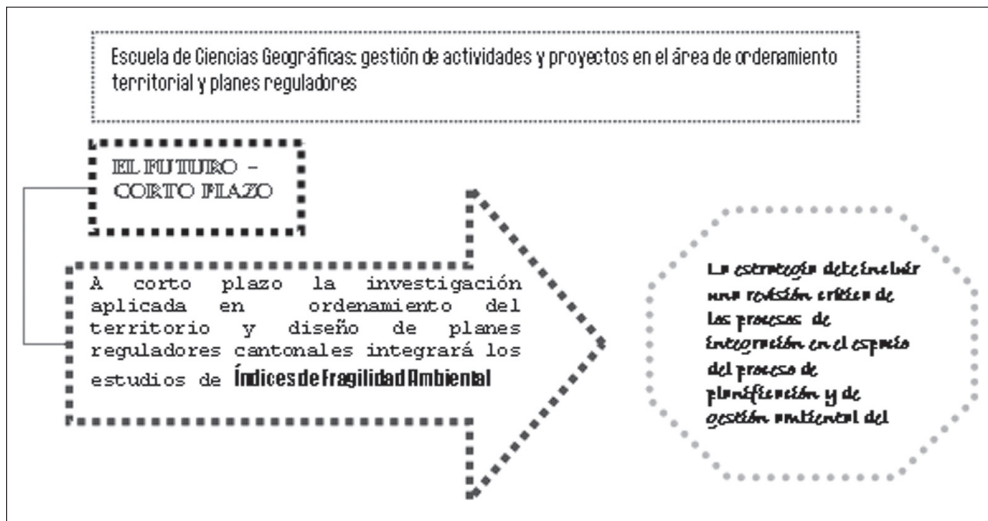 Escuela de Ciencias Geográficas: gestión de actividades y proyectos en el área de ordenamiento
territorial y planes reguladores
EL FUTURO –
CORTO PLAZO
A corto plazo la investigación
aplicada en ordenamiento del
territorio y diseño de planes
reguladores cantonales integrará los
estudios de Índices de Fragilidad Ambiental
La estrategia debe incluir
una revisión crítica de
los procesos de
integración en el espacio
del proceso de
planificación y de
gestión ambiental del